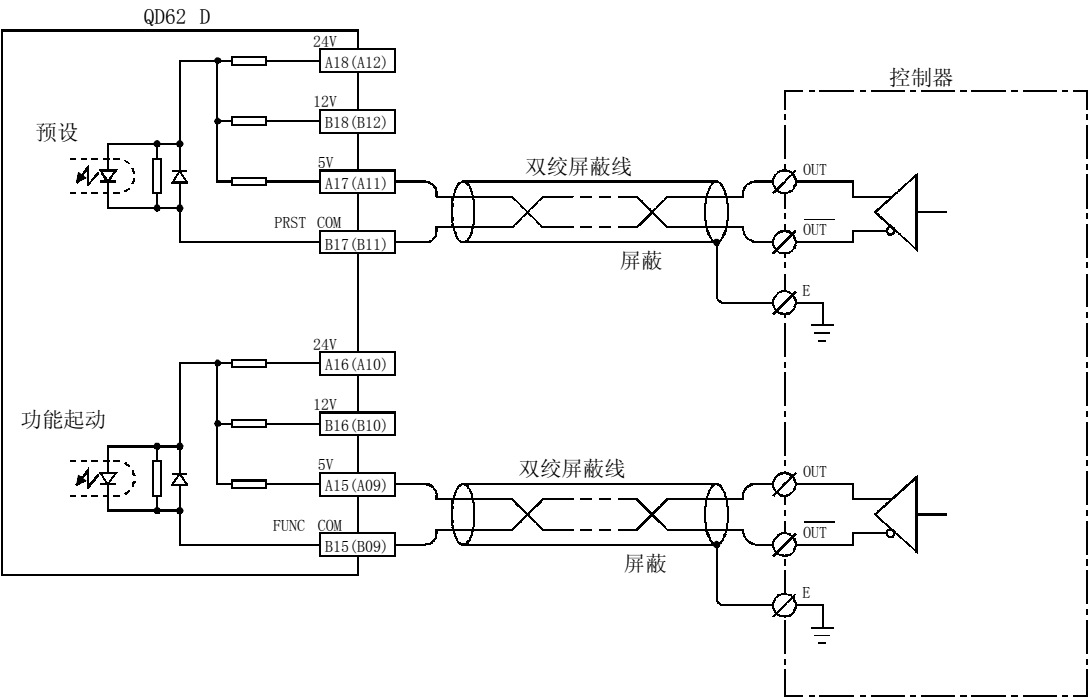 QD62 D
24V
A18(A12)
控制器
12V
B18(B12)
预设
5V
A17(A11)
双绞屏蔽线
OUT
PRST COM
B17(B11)
OUT
屏蔽
E
24V
A16(A10)
12V
B16(B10)
功能起动
5V
A15(A09)
双绞屏蔽线
OUT
FUNC COM
B15(B09)
OUT
屏蔽
E